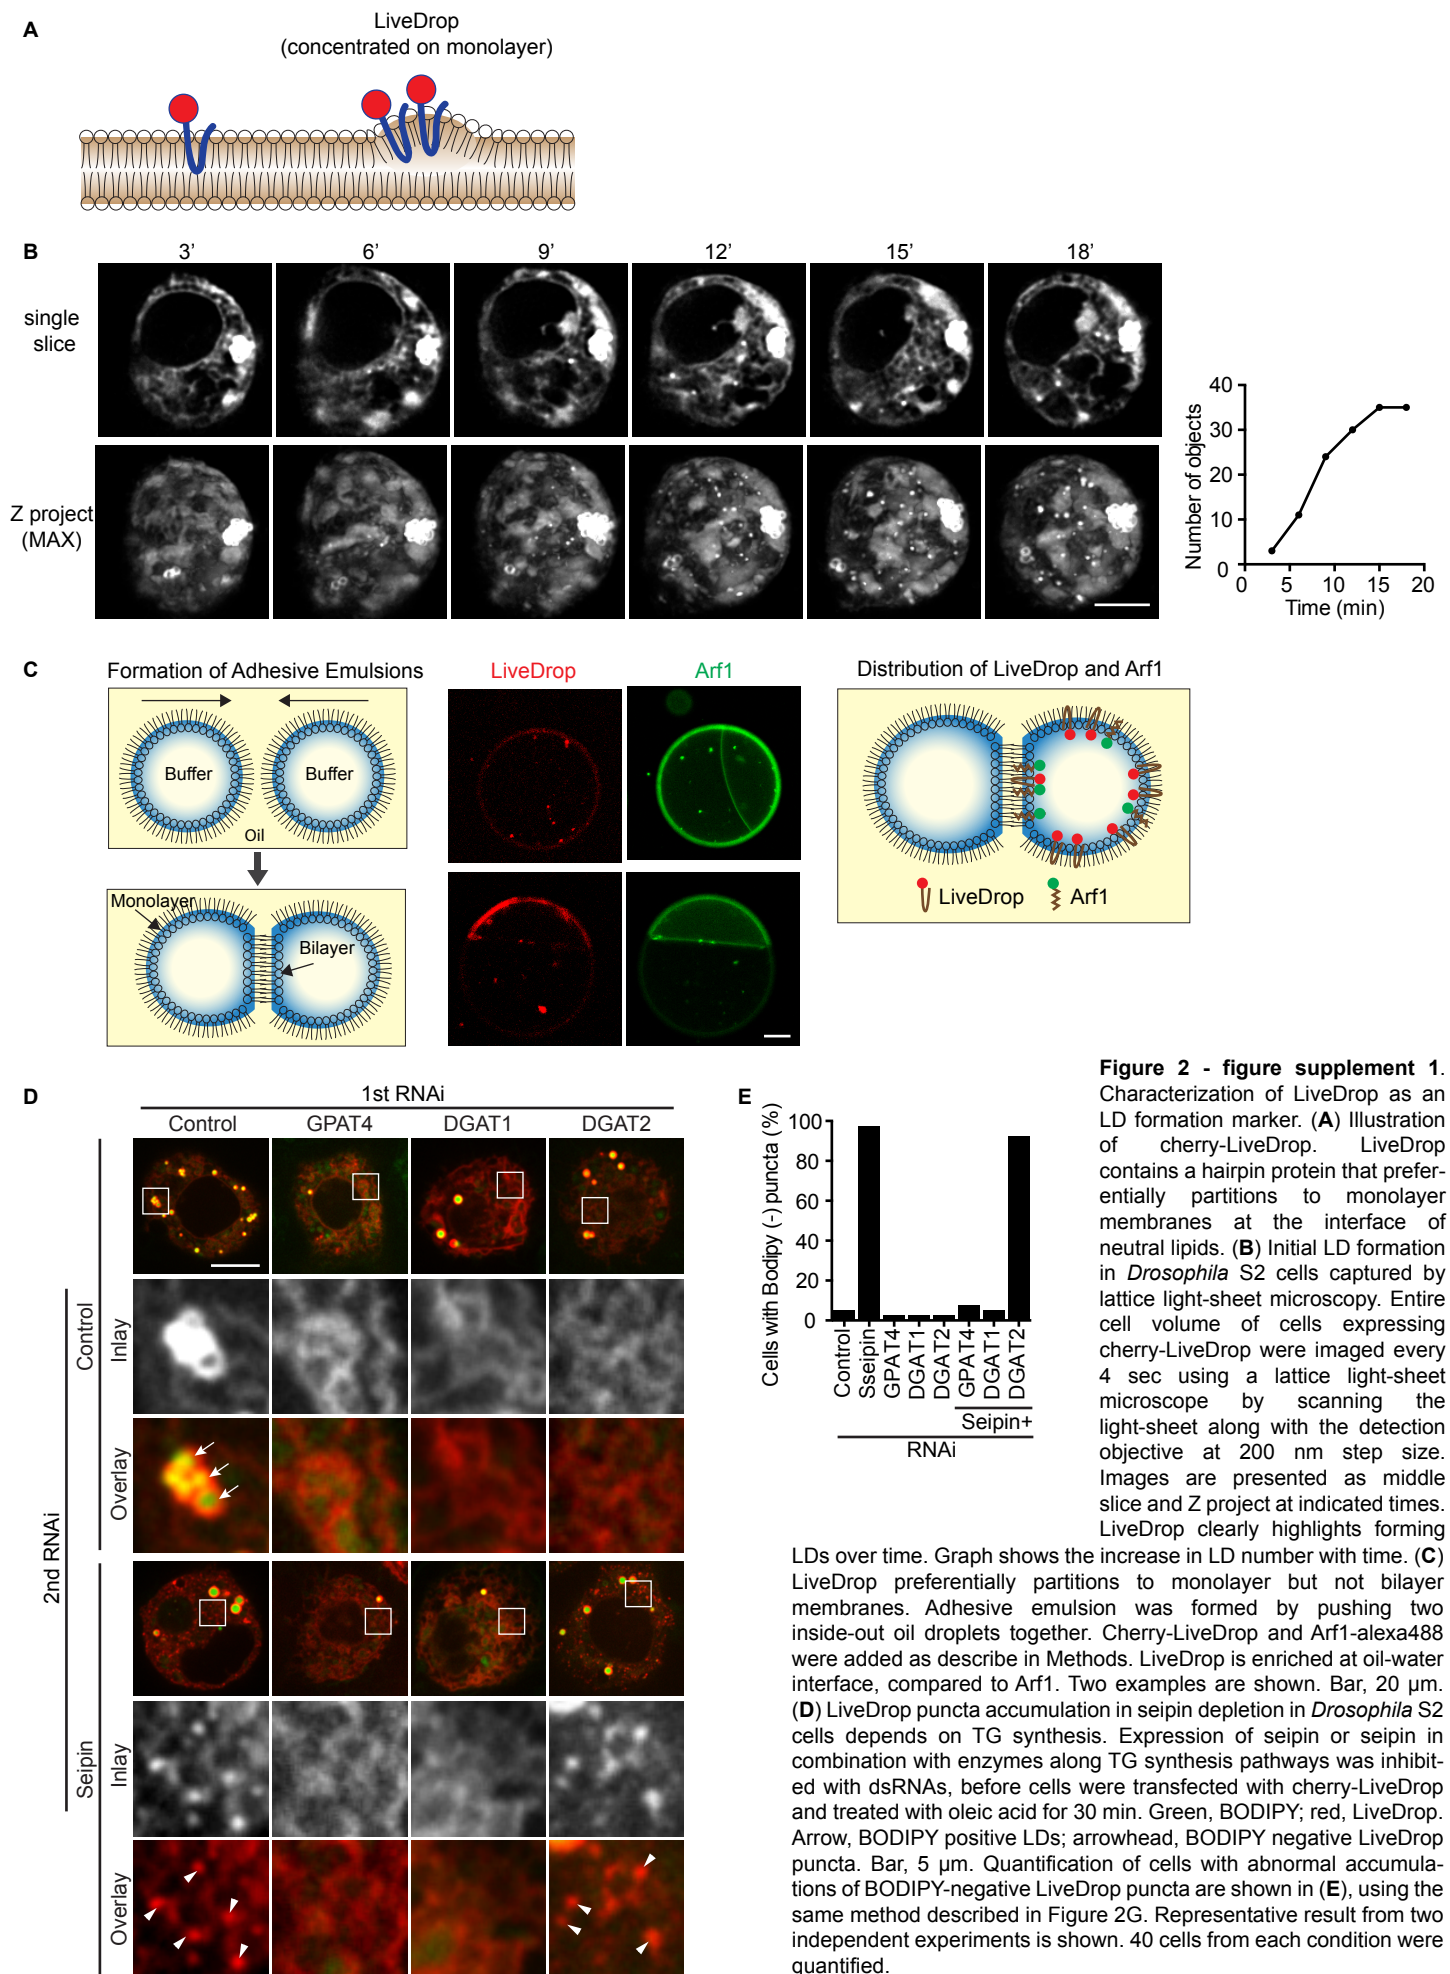 A
LiveDrop
(concentrated on monolayer)
B
3’
6’
9’
12’
15’
18’
single
slice
Z project
(MAX)
40
30
20
10
0
Number of objects
0
5
10
15
20
Time (min)
C
Formation of Adhesive Emulsions
Buffer
Buffer
Oil
Monolayer
Bilayer
LiveDrop
Arf1
Distribution of LiveDrop and Arf1
LiveDrop
Arf1
D
1st RNAi
Control
GPAT4
DGAT1
DGAT2
2nd RNAi
Control
Inlay
Overlay
Seipin
Inlay
Overlay
E
Cells with Bodipy (-) puncta (%)
100
80
60
40
20
0
Control
Sseipin
GPAT4
DGAT1
DGAT2
GPAT4
DGAT1
DGAT2
Seipin+
RNAi
Figure 2 - figure supplement 1.
Characterization of LiveDrop as an
LD formation marker. (A) Illustration
of cherry-LiveDrop. LiveDrop
contains a hairpin protein that prefer-
entially partitions to monolayer
membranes at the interface of
neutral lipids. (B) Initial LD formation
in Drosophila S2 cells captured by
lattice light-sheet microscopy. Entire
cell volume of cells expressing
cherry-LiveDrop were imaged every
4 sec using a lattice light-sheet
microscope by scanning the
light-sheet along with the detection
objective at 200 nm step size.
Images are presented as middle
slice and Z project at indicated times.
LiveDrop clearly highlights forming
LDs over time. Graph shows the increase in LD number with time. (C)
LiveDrop preferentially partitions to monolayer but not bilayer
membranes. Adhesive emulsion was formed by pushing two
inside-out oil droplets together. Cherry-LiveDrop and Arf1-alexa488
were added as describe in Methods. LiveDrop is enriched at oil-water
interface, compared to Arf1. Two examples are shown. Bar, 20 µm.
(D) LiveDrop puncta accumulation in seipin depletion in Drosophila S2
cells depends on TG synthesis. Expression of seipin or seipin in
combination with enzymes along TG synthesis pathways was inhibit-
ed with dsRNAs, before cells were transfected with cherry-LiveDrop
and treated with oleic acid for 30 min. Green, BODIPY; red, LiveDrop.
Arrow, BODIPY positive LDs; arrowhead, BODIPY negative LiveDrop
puncta. Bar, 5 µm. Quantification of cells with abnormal accumula-
tions of BODIPY-negative LiveDrop puncta are shown in (E), using the
same method described in Figure 2G. Representative result from two
independent experiments is shown. 40 cells from each condition were
quantified.